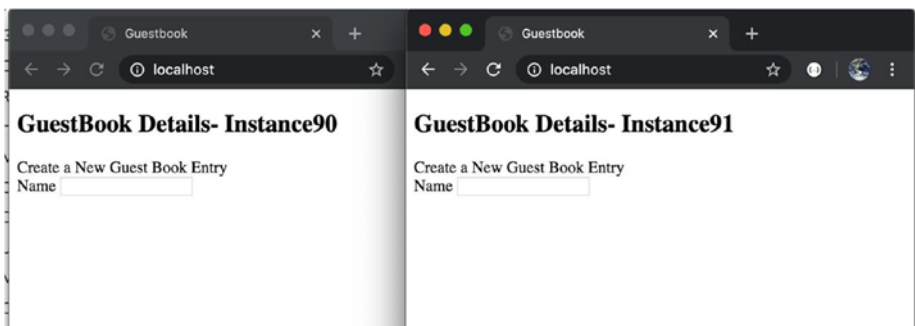 Guestbook
localhost
GuestBook Details- Instance90
Create a New Guest Book Entry
Name
Guestbook
localhost
GuestBook Details- Instance91
Create a New Guest Book Entry
Name